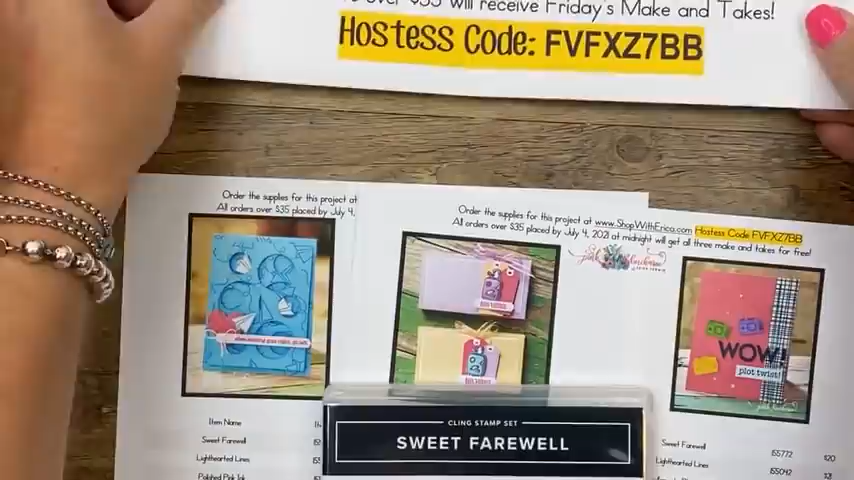 over $35 will receive Friday's Make and Takes!
Hostess Code: FVFXZ7BB
Order the supplies for this project at
All orders over $35 placed by July 4,
Order the supplies for this project at www.ShopWithErica.com Hostess Code FVFXZ7BB
All orders over $35 placed by July 4, 2021 at midnight will get all three make and takes for free!
WOW!
plot twist!
Item Name
Sweet Farewell
Lighthearted Lines
Polished Pink Ink
CLING STAMP SET
SWEET FAREWELL
Sweet Farewell 155772 120
Lighthearted Lines 155042 121